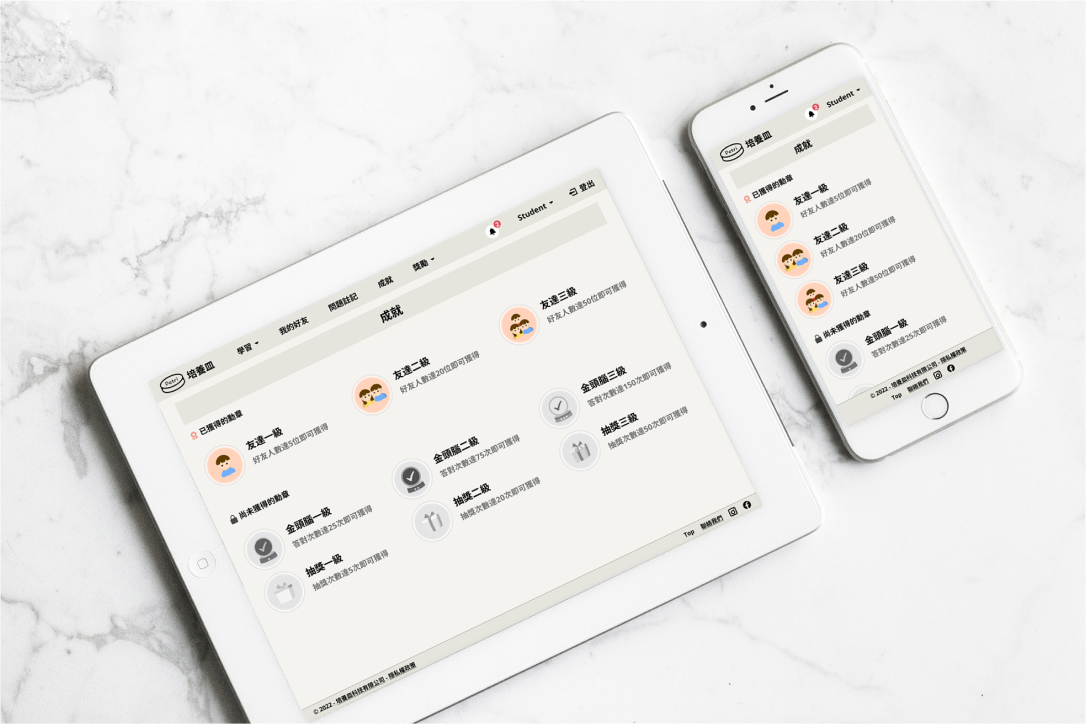 Petri 培養皿
學習
我的好友
問題註記
成就
獎勵
2
Student
登出
成就
已獲得的勳章
友達一級
好友人數達5位即可獲得
友達二級
好友人數達20位即可獲得
友達三級
好友人數達50位即可獲得
尚未獲得的勳章
金頭腦一級
答對次數達25次即可獲得
金頭腦二級
答對次數達75次即可獲得
金頭腦三級
答對次數達150次即可獲得
抽獎一級
抽獎次數達5次即可獲得
抽獎二級
抽獎次數達20次即可獲得
抽獎三級
抽獎次數達50次即可獲得
© 2022 - 培養皿科技有限公司 - 隱私權政策
Top 聯絡我們
Petri 培養皿
2
Student
成就
已獲得的勳章
友達一級
好友人數達5位即可獲得
友達二級
好友人數達20位即可獲得
友達三級
好友人數達50位即可獲得
尚未獲得的勳章
金頭腦一級
答對次數達25次即可獲得
© 2022 - 培養皿科技有限公司 - 隱私權政策
Top 聯絡我們